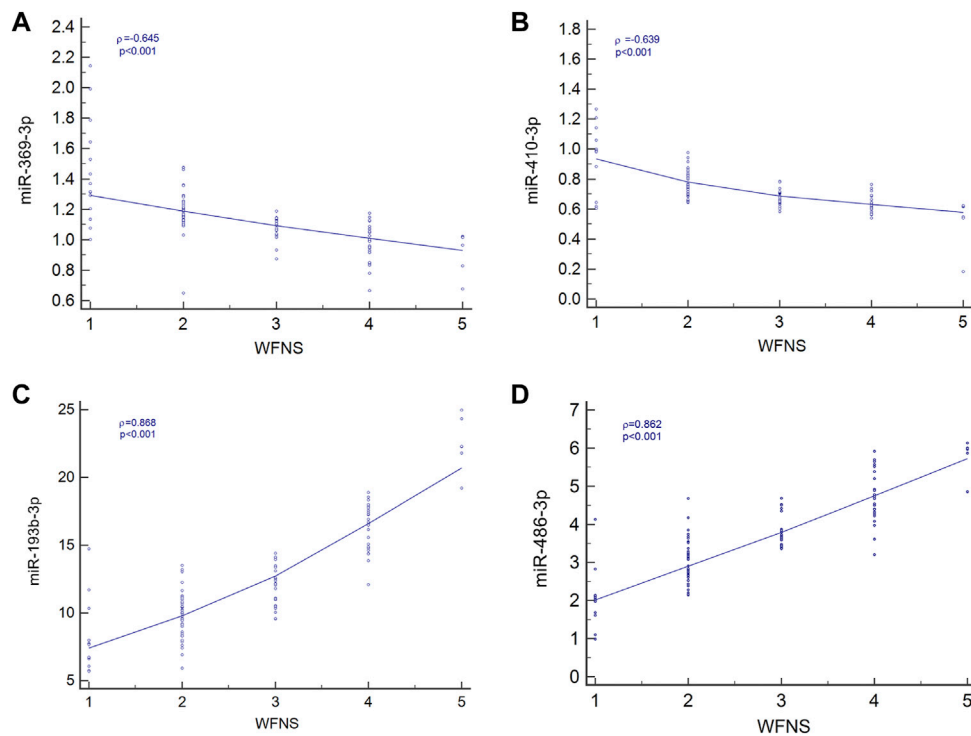 A
ρ=-0.645
p<0.001
2.4
2.2
2.0
1.8
1.6
1.4
1.2
1.0
0.8
0.6
miR-369-3p
1 2 3 4 5
WFNS
B
ρ =-0.639
p<0.001
1.8
1.6
1.4
1.2
1.0
0.8
0.6
0.4
0.2
0.0
miR-410-3p
1 2 3 4 5
WFNS
C
ρ=0.868
p<0.001
25
20
15
10
5
miR-193b-3p
1 2 3 4 5
WFNS
D
ρ=0.862
p<0.001
7
6
5
4
3
2
1
0
miR-486-3p
1 2 3 4 5
WFNS